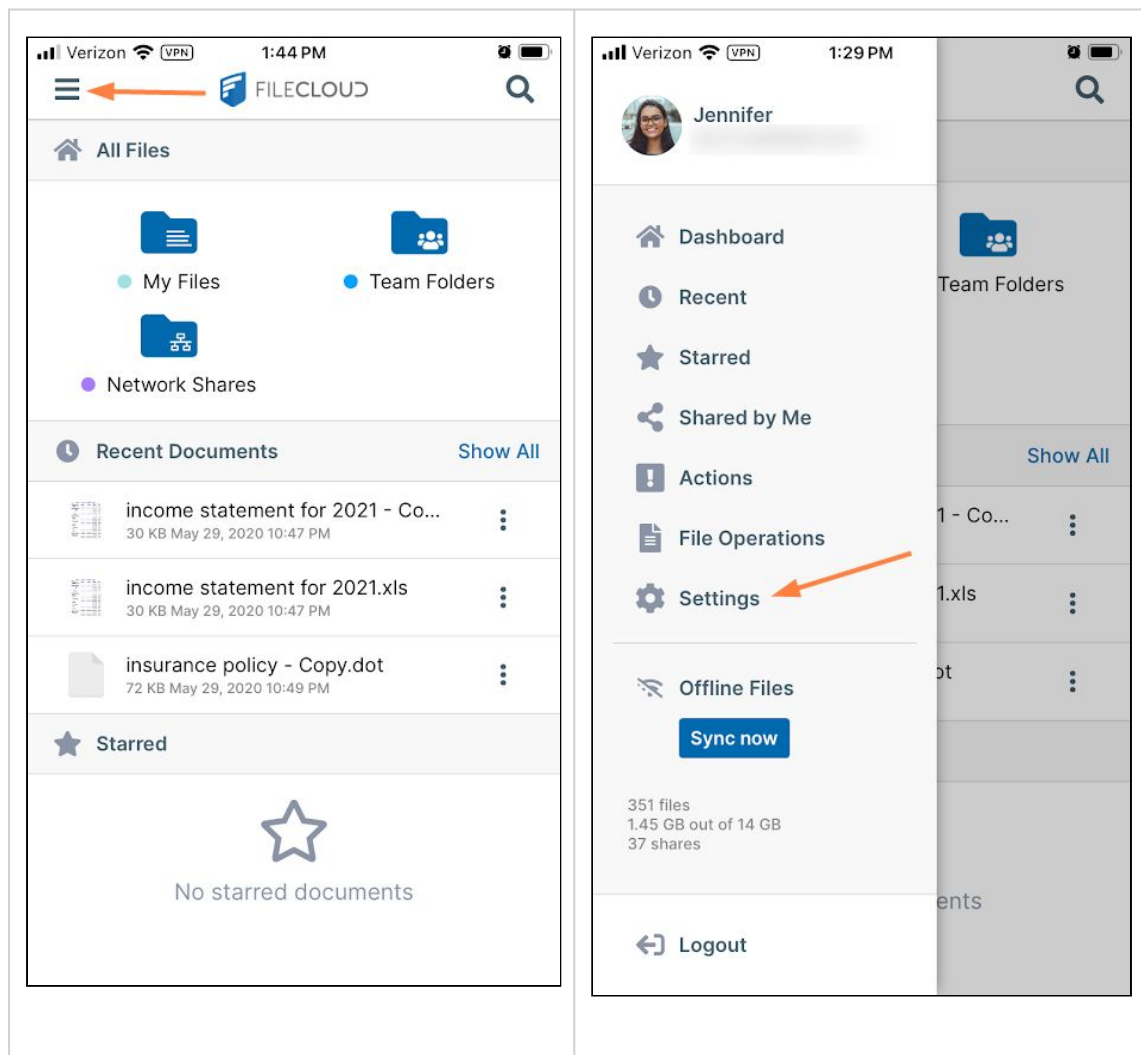 Verizon VPN 1:44 PM
FILECLOUD
All Files
My Files
Team Folders
Network Shares
Recent Documents Show All
income statement for 2021 - Co...
30 KB May 29, 2020 10:47 PM
income statement for 2021.xls
30 KB May 29, 2020 10:47 PM
insurance policy - Copy.dot
72 KB May 29, 2020 10:49 PM
Starred
No starred documents
Verizon VPN 1:29 PM
Jennifer
Dashboard
Recent
Starred
Shared by Me
Actions
File Operations
Settings
Offline Files
Sync now
351 files
1.45 GB out of 14 GB
37 shares
Logout
Team Folders
Show All
1 - Co...
1.xls
ot
ents